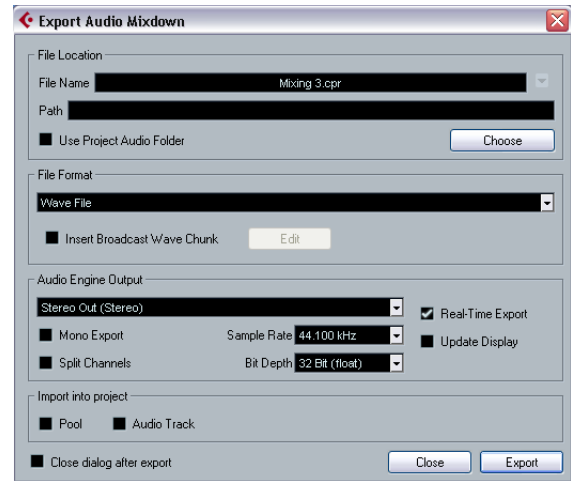 Export Audio Mixdown
File Location
File Name Mixing 3.cpr
Path
Use Project Audio Folder Choose
File Format
Wave File
Insert Broadcast Wave Chunk Edit
Audio Engine Output
Stereo Out (Stereo) Real-Time Export
Mono Export Sample Rate 44.100 kHz Update Display
Split Channels Bit Depth 32 Bit (float)
Import into project
Pool Audio Track
Close dialog after export Close Export